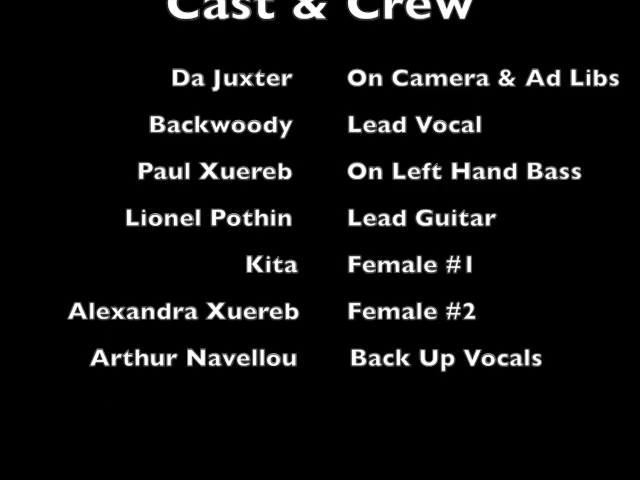 Cast & Crew
Da Juxter On Camera & Ad Libs
Backwoody Lead Vocal
Paul Xuereb On Left Hand Bass
Lionel Pothin Lead Guitar
Kita Female #1
Alexandra Xuereb Female #2
Arthur Navellou Back Up Vocals